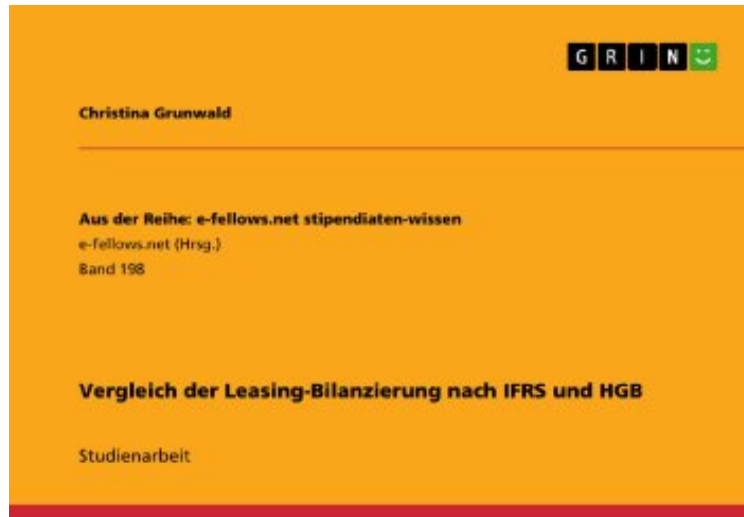 GRIN
Christina Grunwald
Aus der Reihe: e-fellows.net stipendiaten-wissen
e-fellows.net (Hrsg.)
Band 198
Vergleich der Leasing-Bilanzierung nach IFRS und HGB
Studienarbeit